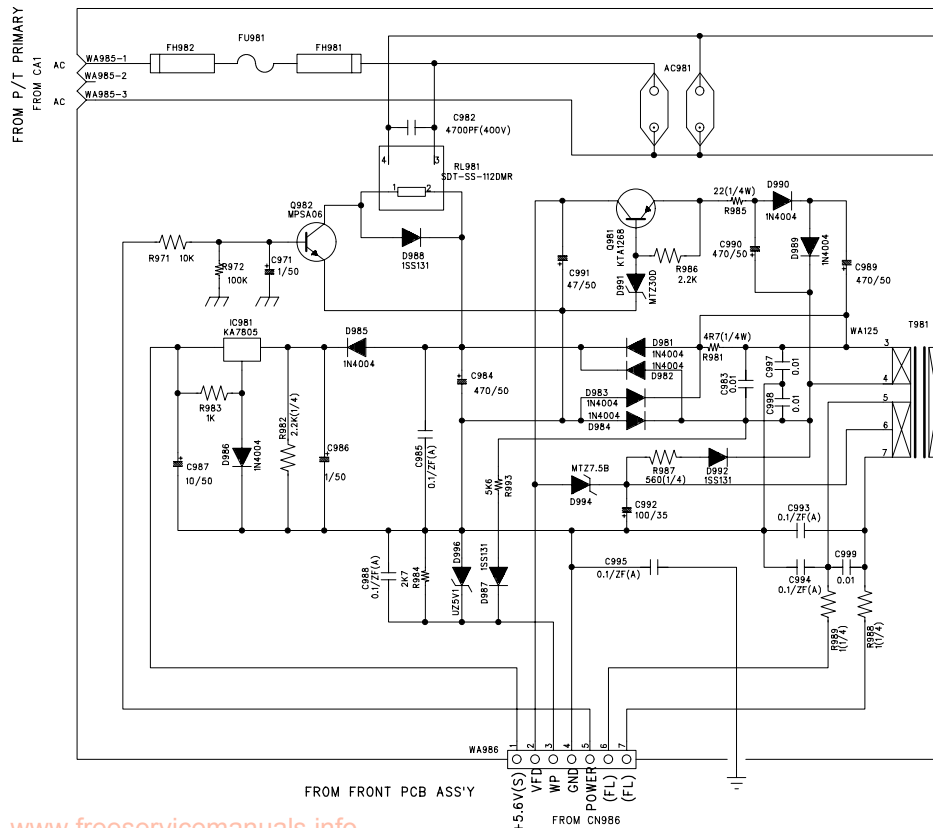 FROM P/T PRIMARY
FROM CA1
AC
WA985-1
WA985-2
AC
WA985-3
FH982
FU981
FH981
AC981
C982
4700PF(400V)
4
3
RL981
SDT-SS-112DMR
1
2
Q982
MPSA06
D988
1SS131
R971
10K
R972
100K
C971
1/50
Q981
KTA1268
22(1/4W)
R985
D990
1N4004
C990
470/50
D989
1N4004
C989
470/50
C991
47/50
D991
MTZ30D
R986
2.2K
IC981
KA7805
D985
1N4004
D981
1N4004
4R7(1/4W)
R981
WA125
T981
3
4
5
6
7
1N4004
D982
C983
0.01
C997
0.01
C998
0.01
C984
470/50
D983
1N4004
1N4004
D984
R983
1K
D986
1N4004
R982
2.2K(1/4)
C986
1/50
C985
0.1/ZF(A)
C987
10/50
5K6
R993
MTZ7.5B
D994
R987
560(1/4)
D992
1SS131
C992
100/35
C993
0.1/ZF(A)
C988
0.1/ZF(A)
2K7
R984
D996
UZ5V1
1SS131
D987
C995
0.1/ZF(A)
C994
0.1/ZF(A)
C999
0.01
R989
1(1/4)
R988
1(1/4)
WA986
1
2
3
4
5
6
7
+5.6V(S)
VFD
WP
GND
POWER
(FL)
(FL)
FROM FRONT PCB ASS'Y
FROM CN986
www.freeservicemanuals.info